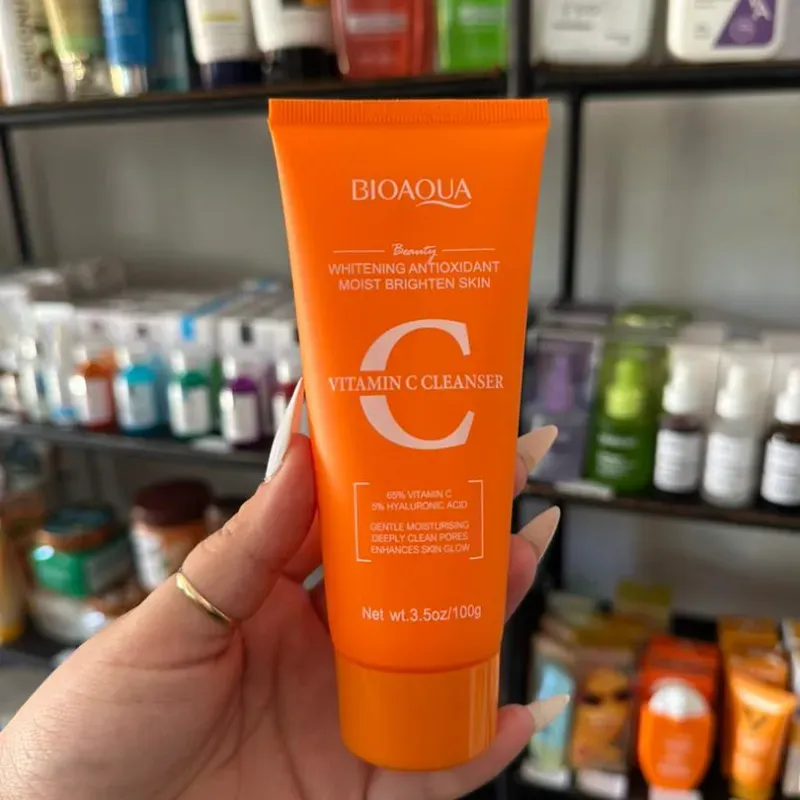 BIOAQUA
Beauty
WHITENING ANTIOXIDANT
MOIST BRIGHTEN SKIN
C
VITAMIN C CLEANSER
65% VITAMIN C
5% HYALURONIC ACID
GENTLE MOISTURISING
DEEPLY CLEAN PORES
ENHANCES SKIN GLOW
Net wt.3.5oz/100g